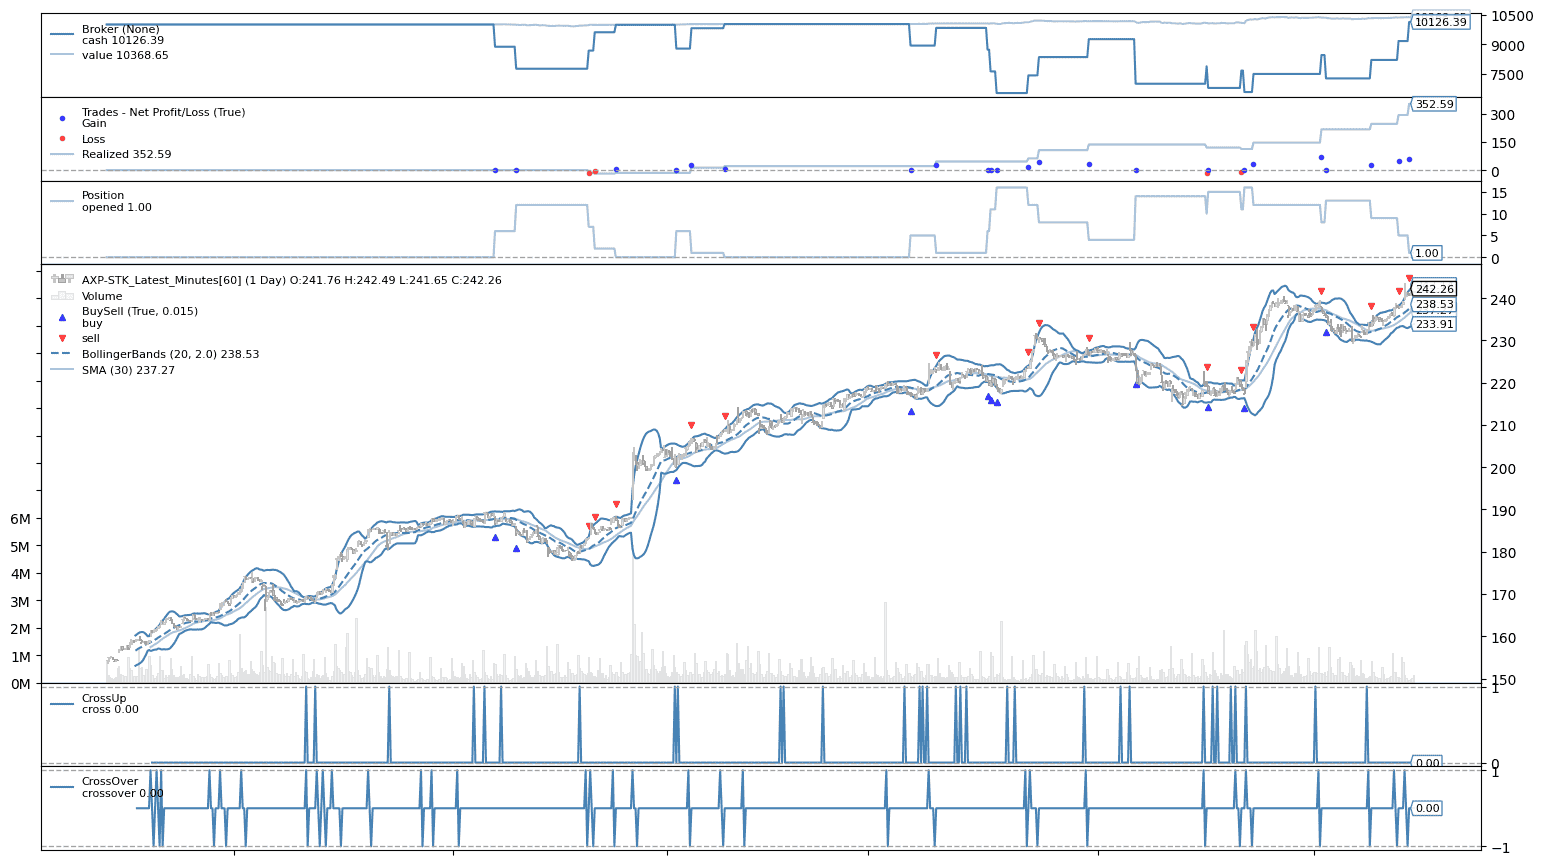 Broker (None)
cash 10126.39
value 10368.65
10500
10126.39
9000
7500
Trades - Net Profit/Loss (True)
Gain
Loss
Realized 352.59
352.59
300
150
0
Position
opened 1.00
15
10
5
1.00
0
AXP-STK_Latest_Minutes[60] (1 Day) O:241.76 H:242.49 L:241.65 C:242.26
Volume
BuySell (True, 0.015)
buy
sell
BollingerBands (20, 2.0) 238.53
SMA (30) 237.27
242.26
240
238.53
233.91
230
220
210
200
190
180
170
160
150
6M
5M
4M
3M
2M
1M
0M
CrossUp
cross 0.00
1
0.00
0
CrossOver
crossover 0.00
1
0.00
−1